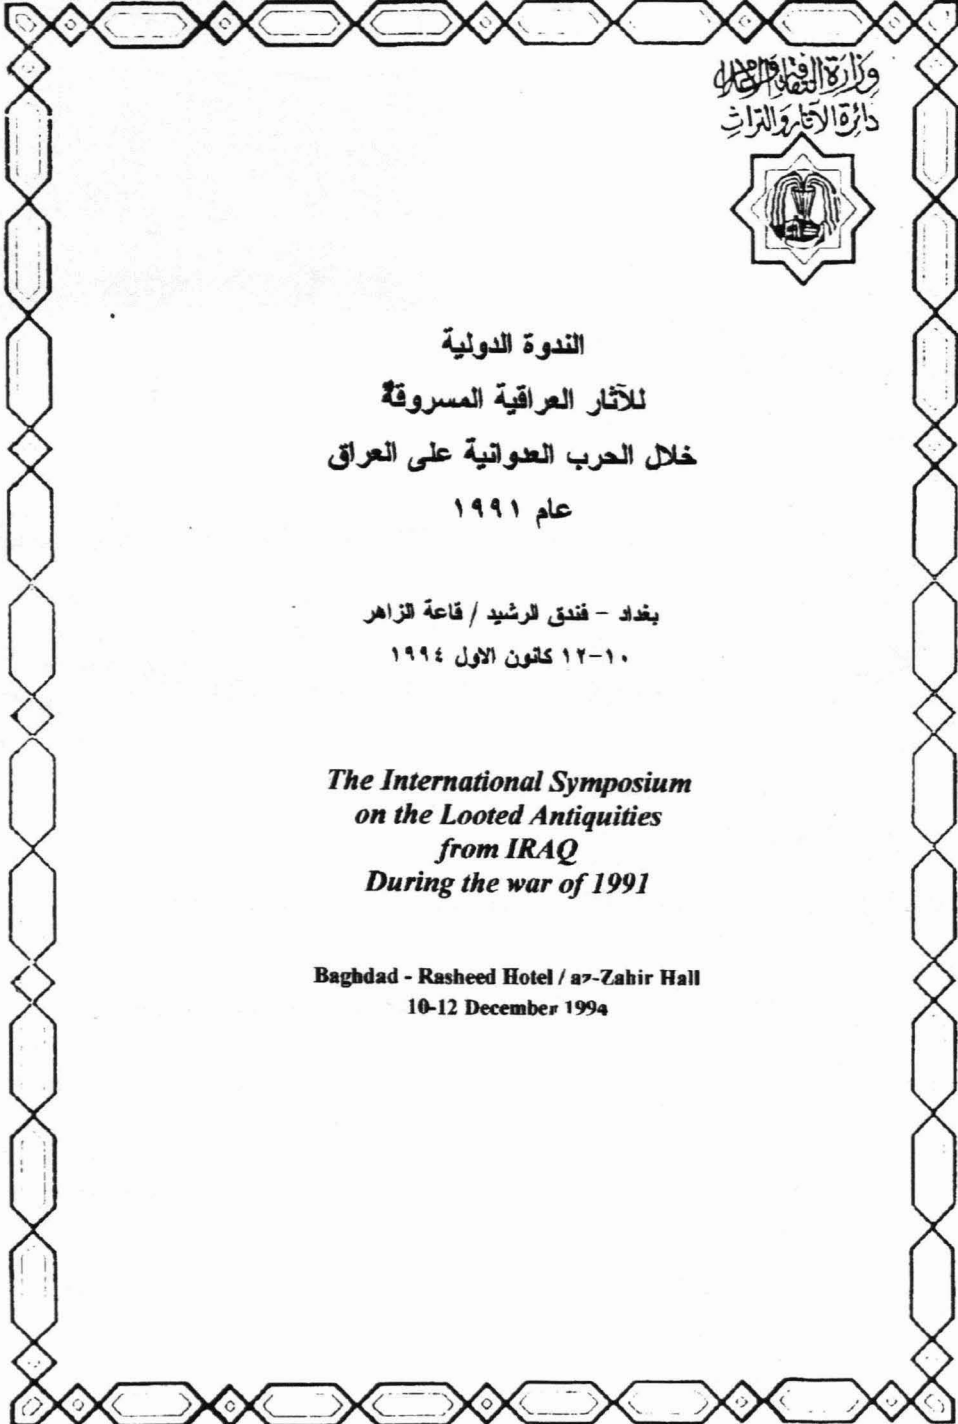 وزارة الثقافة والاعلام
دائرة الآثار والتراث
الندوة الدولية
للآثار العراقية المسروقة
خلال الحرب العدوانية على العراق
عام ١٩٩١
بغداد - فندق الرشيد / قاعة الزاهر
١٠-١٢ كانون الاول ١٩٩٤
The International Symposium
on the Looted Antiquities
from IRAQ
During the war of 1991
Baghdad - Rasheed Hotel / az-Zahir Hall
10-12 December 1994